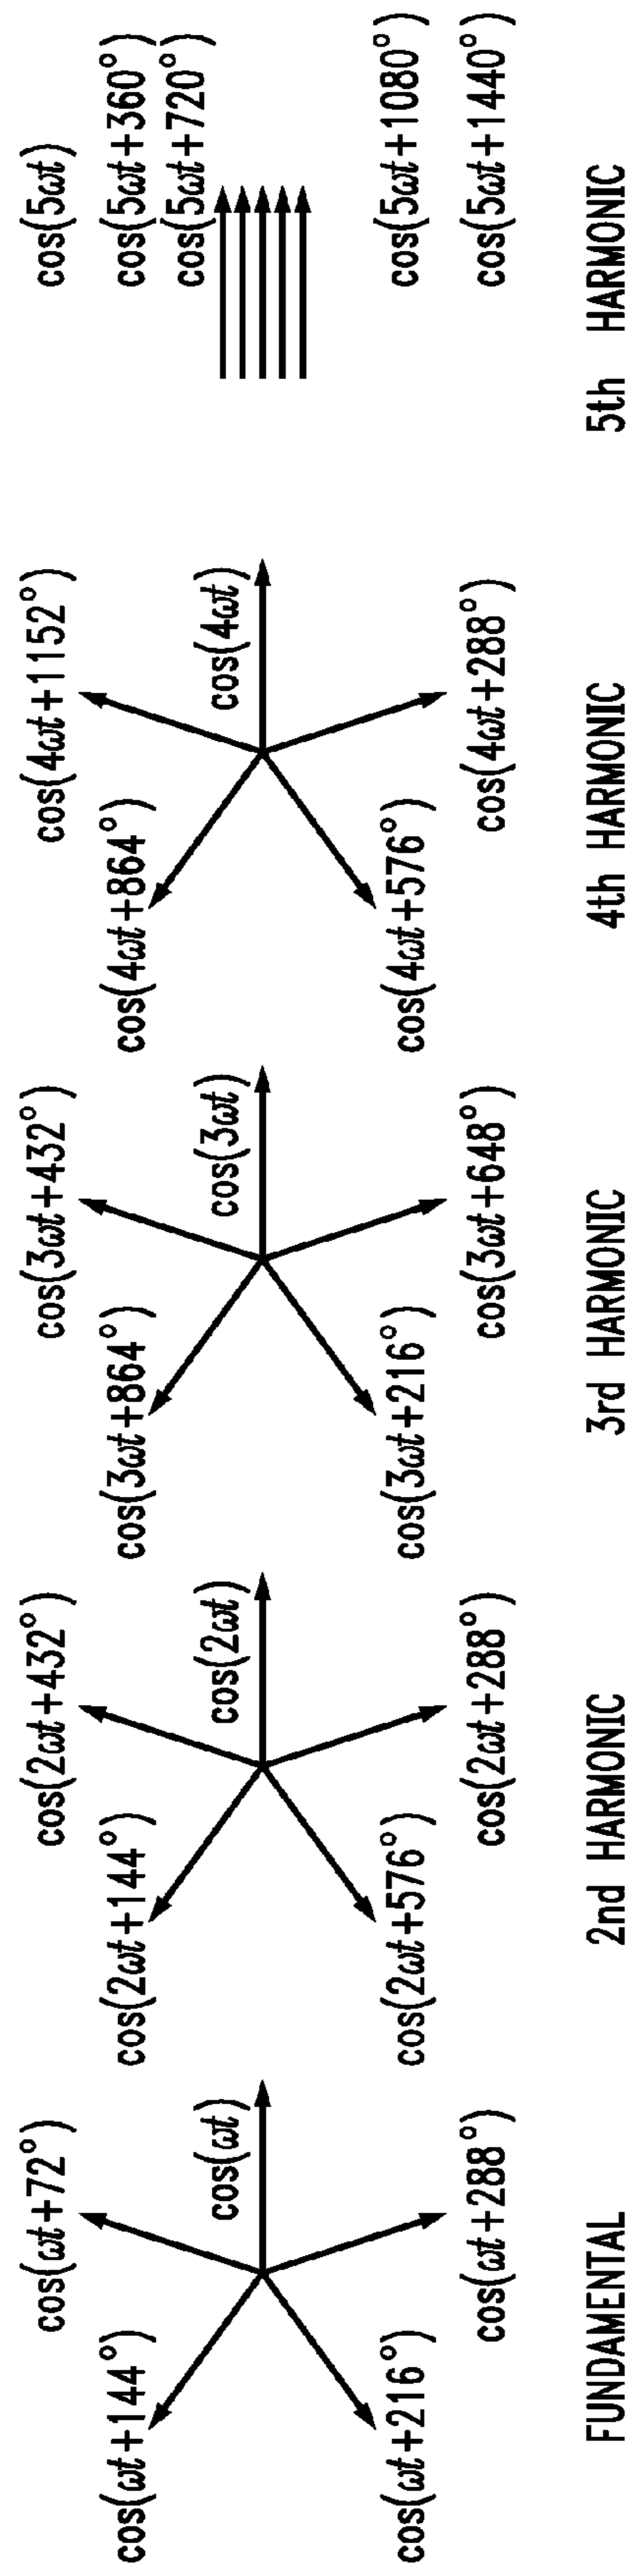 cos(ωt+72°)
cos(ωt+144°)
cos(ωt)
cos(ωt+216°)
cos(ωt+288°)
FUNDAMENTAL
cos(2ωt+432°)
cos(2ωt+144°)
cos(2ωt)
cos(2ωt+576°)
cos(2ωt+288°)
2nd HARMONIC
cos(3ωt+432°)
cos(3ωt+864°)
cos(3ωt)
cos(3ωt+216°)
cos(3ωt+648°)
3rd HARMONIC
cos(4ωt+1152°)
cos(4ωt+864°)
cos(4ωt)
cos(4ωt+576°)
cos(4ωt+288°)
4th HARMONIC
cos(5ωt)
cos(5ωt+360°)
cos(5ωt+720°)
cos(5ωt+1080°)
cos(5ωt+1440°)
5th HARMONIC